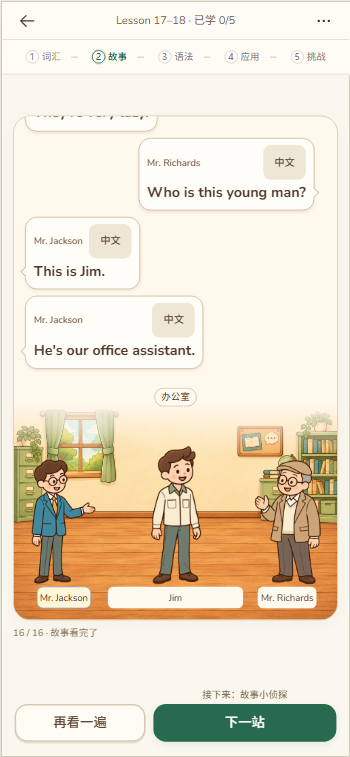 Lesson 17–18 · 已学 0/5
1 词汇 – 2 故事 – 3 语法 – 4 应用 – 5 挑战
Mr. Richards 中文
Who is this young man?
Mr. Jackson 中文
This is Jim.
Mr. Jackson 中文
He's our office assistant.
办公室
Mr. Jackson Jim Mr. Richards
16 / 16 · 故事看完了
接下来：故事小侦探
再看一遍 下一站